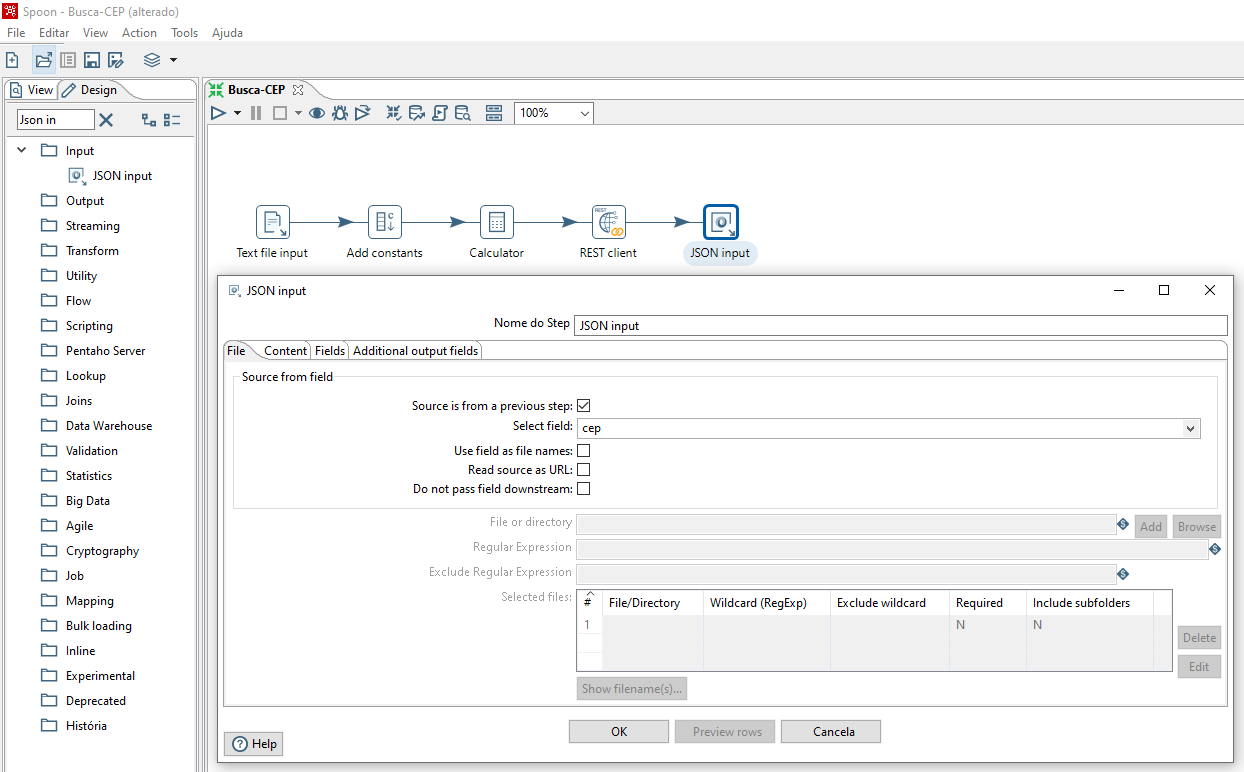 Spoon - Busca-CEP (alterado)
File Editar View Action Tools Ajuda
View Design
Json in
Input
JSON input
Output
Streaming
Transform
Utility
Flow
Scripting
Pentaho Server
Lookup
Joins
Data Warehouse
Validation
Statistics
Big Data
Agile
Cryptography
Job
Mapping
Bulk loading
Inline
Experimental
Deprecated
História
Busca-CEP
100%
Text file input Add constants Calculator REST client JSON input
JSON input
Nome do Step JSON input
File Content Fields Additional output fields
Source from field
Source is from a previous step:
Select field: cep
Use field as file names:
Read source as URL:
Do not pass field downstream:
File or directory Add Browse
Regular Expression
Exclude Regular Expression
Selected files: # File/Directory Wildcard (RegExp) Exclude wildcard Required Include subfolders
1 N N
Delete
Edit
Show filename(s)...
OK Preview rows Cancela
Help